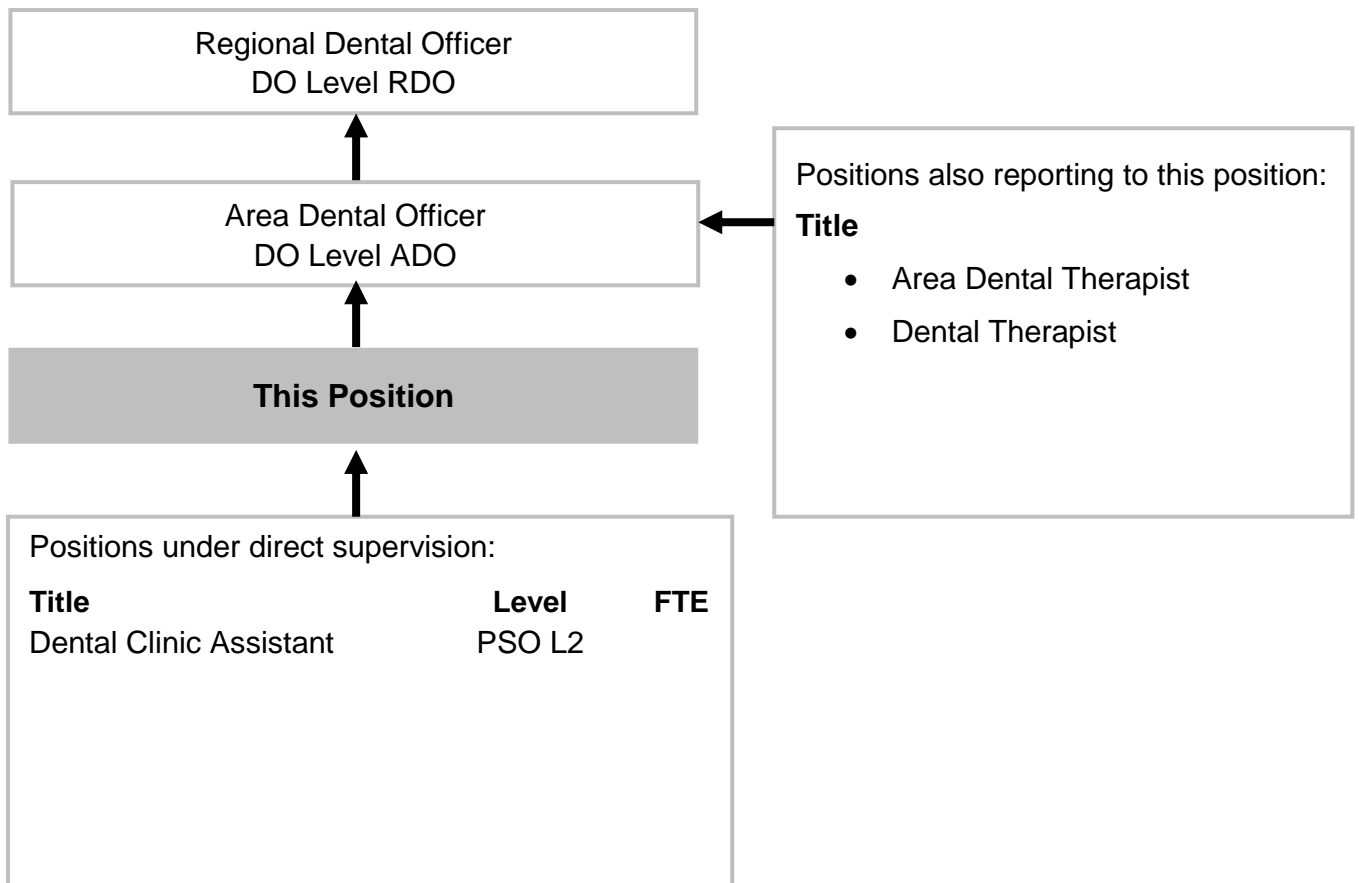 Regional Dental Officer
DO Level RDO
Area Dental Officer
DO Level ADO
This Position
Positions under direct supervision:
Title Level FTE
Dental Clinic Assistant PSO L2
Positions also reporting to this position:
Title
• Area Dental Therapist
• Dental Therapist